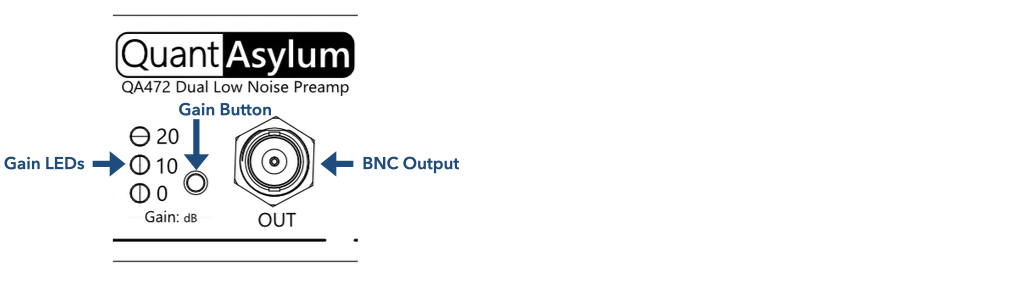 QuantAsylum
QA472 Dual Low Noise Preamp
Gain Button
20
Gain LEDs
10
BNC Output
0
Gain: dB
OUT